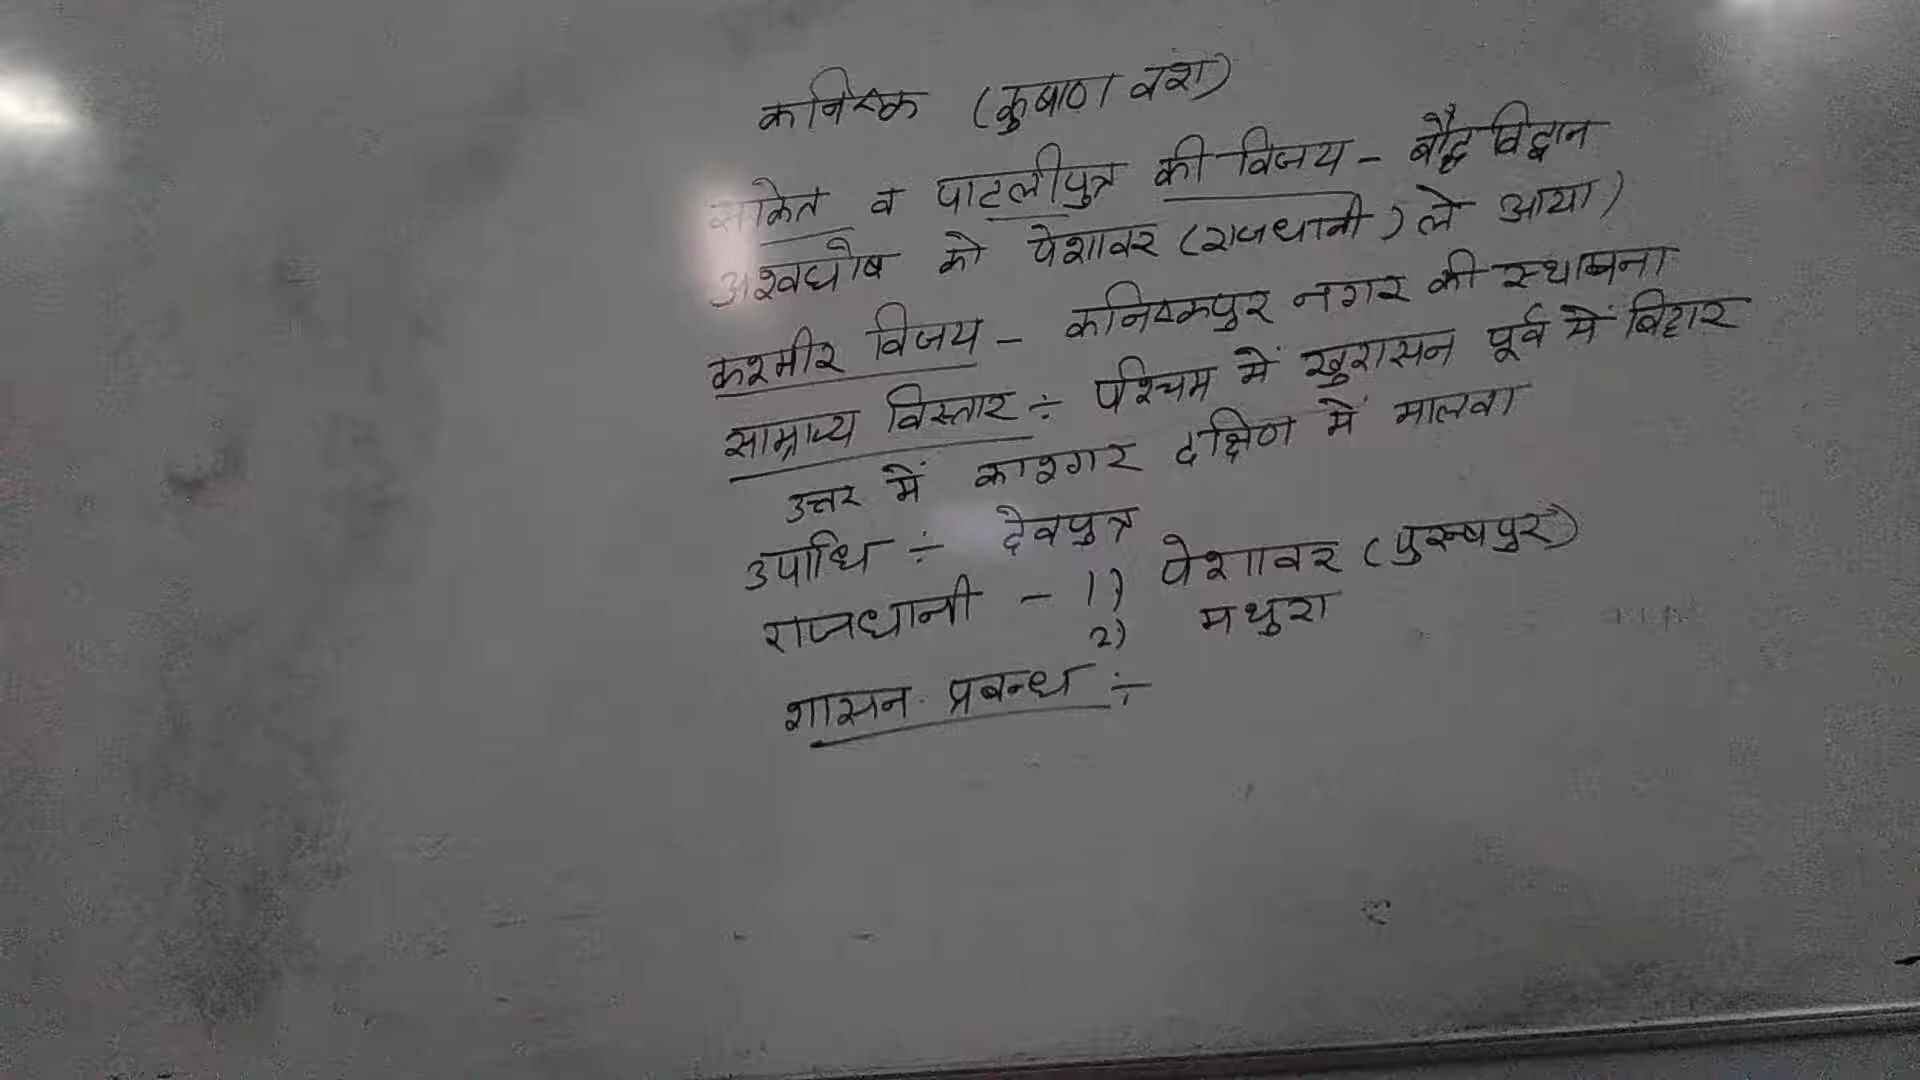 कनिष्क (कुषाण वंश)
साकेत व पाटलीपुत्र की विजय - बौद्ध विद्वान
अश्वघोष को पेशावर (राजधानी) ले आया)
कश्मीर विजय - कनिष्कपुर नगर की स्थापना
साम्राज्य विस्तार ÷ पश्चिम में खुरासन पूर्व में बिहार
उत्तर में काशगर दक्षिण में मालवा
उपाधि ÷ देवपुत्र
राजधानी - 1) पेशावर (पुरूषपुर)
2) मथुरा
शासन प्रबन्ध ÷